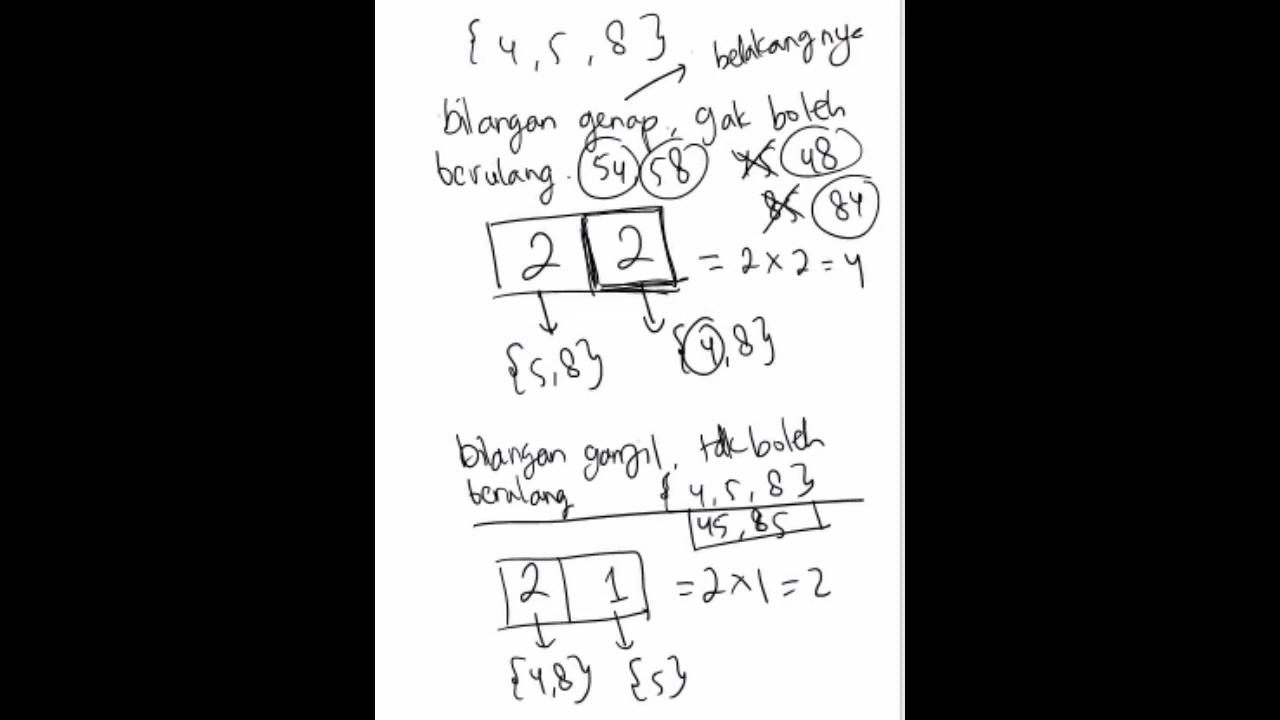 {4, 5, 8}
belakangnya
bilangan genap, gak boleh
berulang. 54, 58 45 48
85 84
2 2 = 2 × 2 = 4
{5,8} {4,8}
bilangan ganjil, tdk boleh
berulang {4,5,8}
45, 85
2 1 = 2×1 = 2
{4,8} {5}